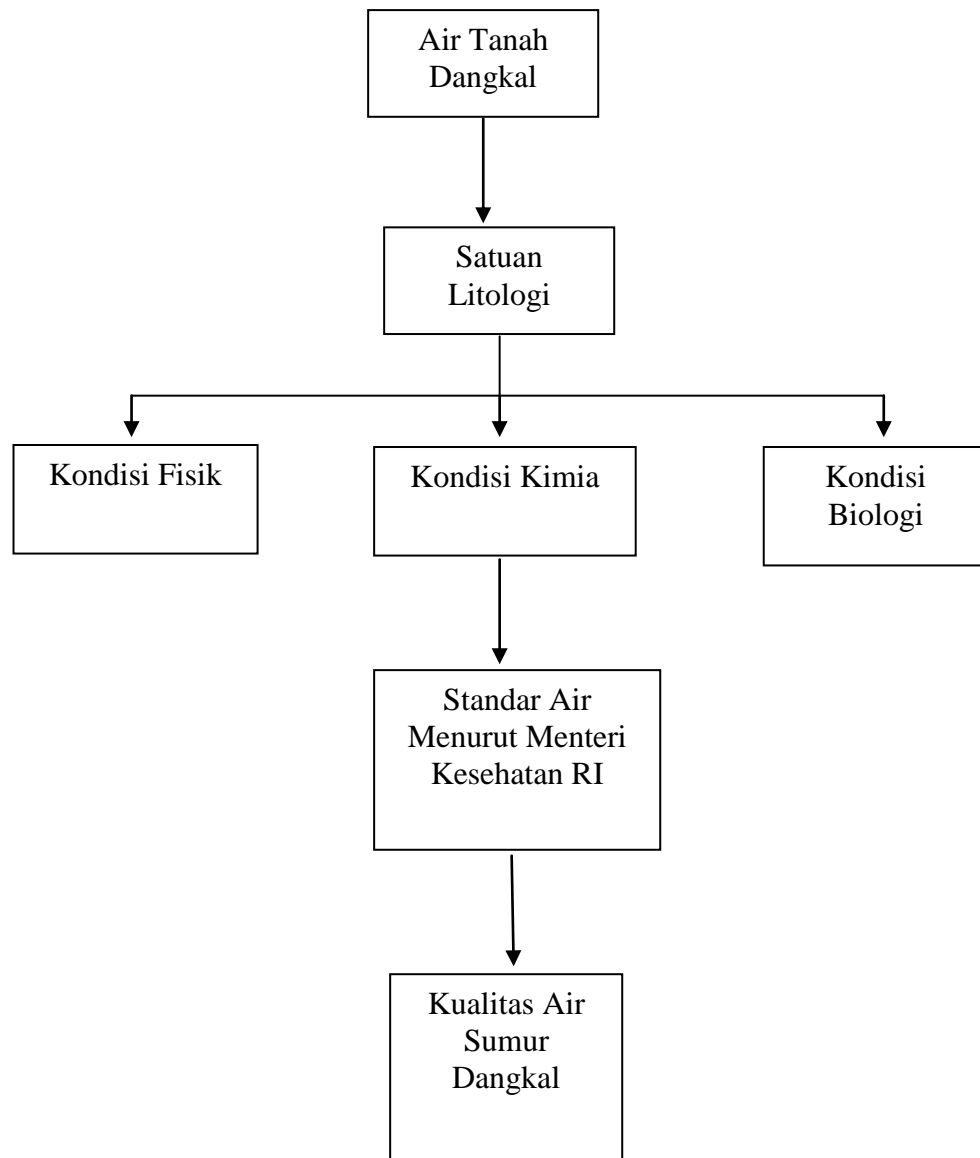 Air Tanah
Dangkal
Satuan
Litologi
Kondisi Fisik
Kondisi Kimia
Kondisi
Biologi
Standar Air
Menurut Menteri
Kesehatan RI
Kualitas Air
Sumur
Dangkal